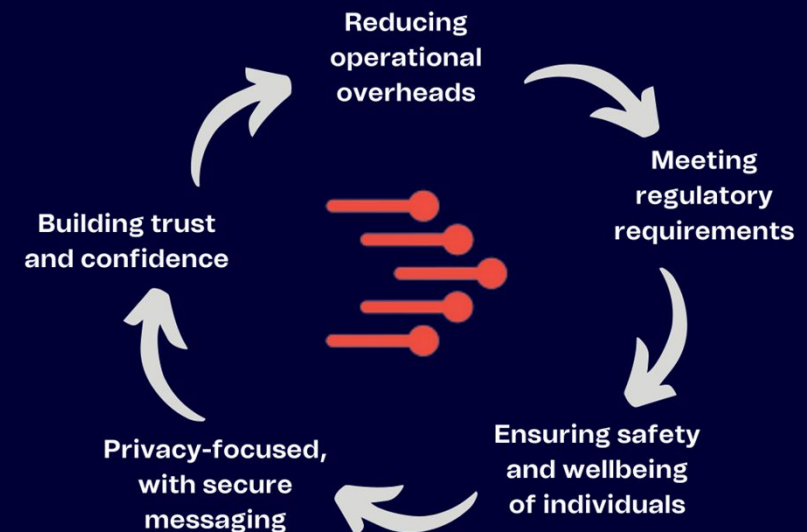 Reducing
operational
overheads
Meeting
regulatory
requirements
Ensuring safety
and wellbeing
of individuals
Privacy-focused,
with secure
messaging
Building trust
and confidence